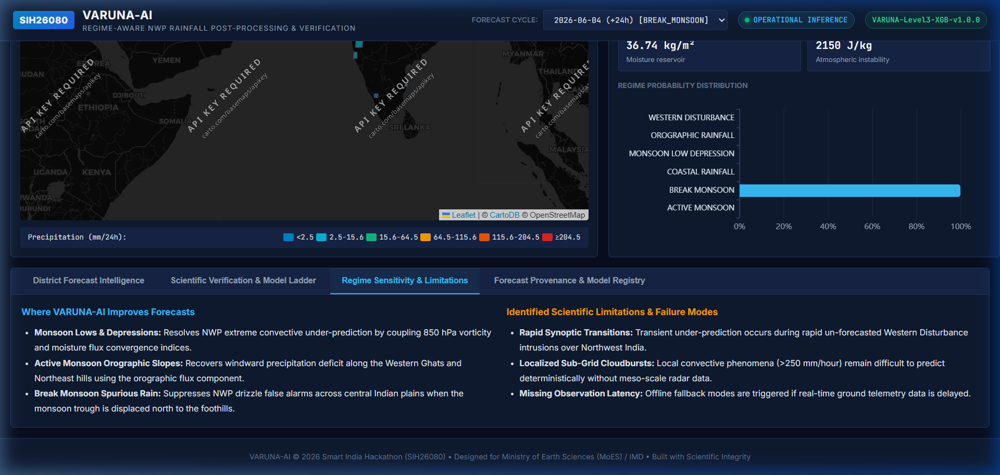 SIH26080
VARUNA-AI
REGIME-AWARE NWP RAINFALL POST-PROCESSING & VERIFICATION
FORECAST CYCLE:
2026-06-04 (+24h) [BREAK_MONSOON]
OPERATIONAL INFERENCE
VARUNA-Level3-XGB-v1.0.0
ERITREA
YEMEN
SUDAN
DJIBOUTI
ETHIOPIA
SOUTH
SUDAN
SOMALIA
UGANDA
KENYA
RWANDA
BURUNDI
MYANMAR
THAILAND
SRI LANKA
MALAYSIA
API KEY REQUIRED
carto.com/basemaps/apikey
API KEY REQUIRED
carto.com/basemaps/apikey
API KEY REQUIRED
carto.com/basemaps/apikey
API KEY REQUIRED
carto.com/basemaps/a
Leaflet | © CartoDB © OpenStreetMap
Precipitation (mm/24h):
<2.5
2.5-15.6
15.6-64.5
64.5-115.6
115.6-204.5
≥204.5
36.74 kg/m²
Moisture reservoir
2150 J/kg
Atmospheric instability
REGIME PROBABILITY DISTRIBUTION
WESTERN DISTURBANCE
OROGRAPHIC RAINFALL
MONSOON LOW DEPRESSION
COASTAL RAINFALL
BREAK MONSOON
ACTIVE MONSOON
0%
20%
40%
60%
80%
100%
District Forecast Intelligence
Scientific Verification & Model Ladder
Regime Sensitivity & Limitations
Forecast Provenance & Model Registry
Where VARUNA-AI Improves Forecasts
• Monsoon Lows & Depressions: Resolves NWP extreme convective under-prediction by coupling 850 hPa vorticity
and moisture flux convergence indices.
• Active Monsoon Orographic Slopes: Recovers windward precipitation deficit along the Western Ghats and
Northeast hills using the orographic flux component.
• Break Monsoon Spurious Rain: Suppresses NWP drizzle false alarms across central Indian plains when the
monsoon trough is displaced north to the foothills.
Identified Scientific Limitations & Failure Modes
• Rapid Synoptic Transitions: Transient under-prediction occurs during rapid un-forecasted Western Disturbance
intrusions over Northwest India.
• Localized Sub-Grid Cloudbursts: Local convective phenomena (>250 mm/hour) remain difficult to predict
deterministically without meso-scale radar data.
• Missing Observation Latency: Offline fallback modes are triggered if real-time ground telemetry data is delayed.
VARUNA-AI © 2026 Smart India Hackathon (SIH26080) • Designed for Ministry of Earth Sciences (MoES) / IMD • Built with Scientific Integrity